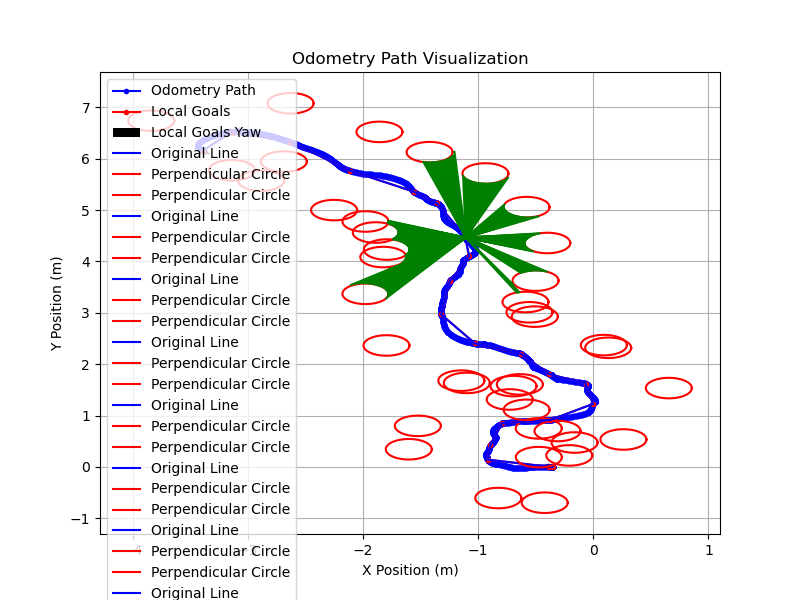 Odometry Path Visualization
Odometry Path
Local Goals
Local Goals Yaw
Original Line
Perpendicular Circle
Perpendicular Circle
Original Line
Perpendicular Circle
Perpendicular Circle
Original Line
Perpendicular Circle
Perpendicular Circle
Original Line
Perpendicular Circle
Perpendicular Circle
Original Line
Perpendicular Circle
Perpendicular Circle
Original Line
Perpendicular Circle
Perpendicular Circle
Original Line
Perpendicular Circle
Perpendicular Circle
Original Line
Y Position (m)
7
6
5
4
3
2
1
0
−1
−4 −3 −2 −1 0 1
X Position (m)